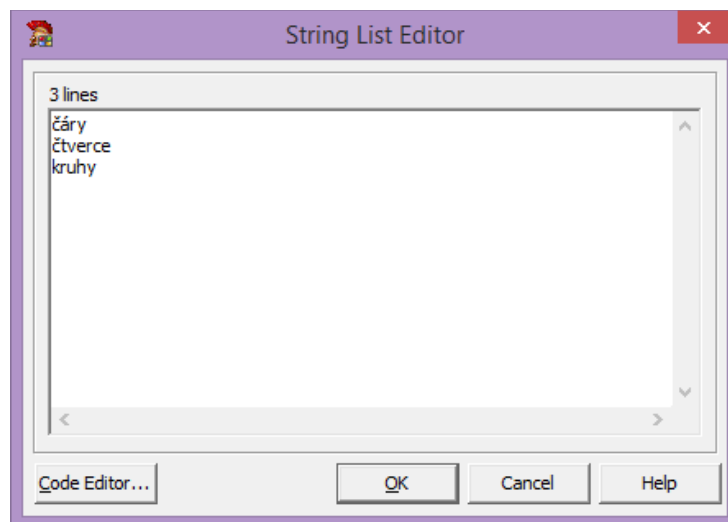 String List Editor
3 lines
čáry
čtverce
kruhy
Code Editor...
OK
Cancel
Help